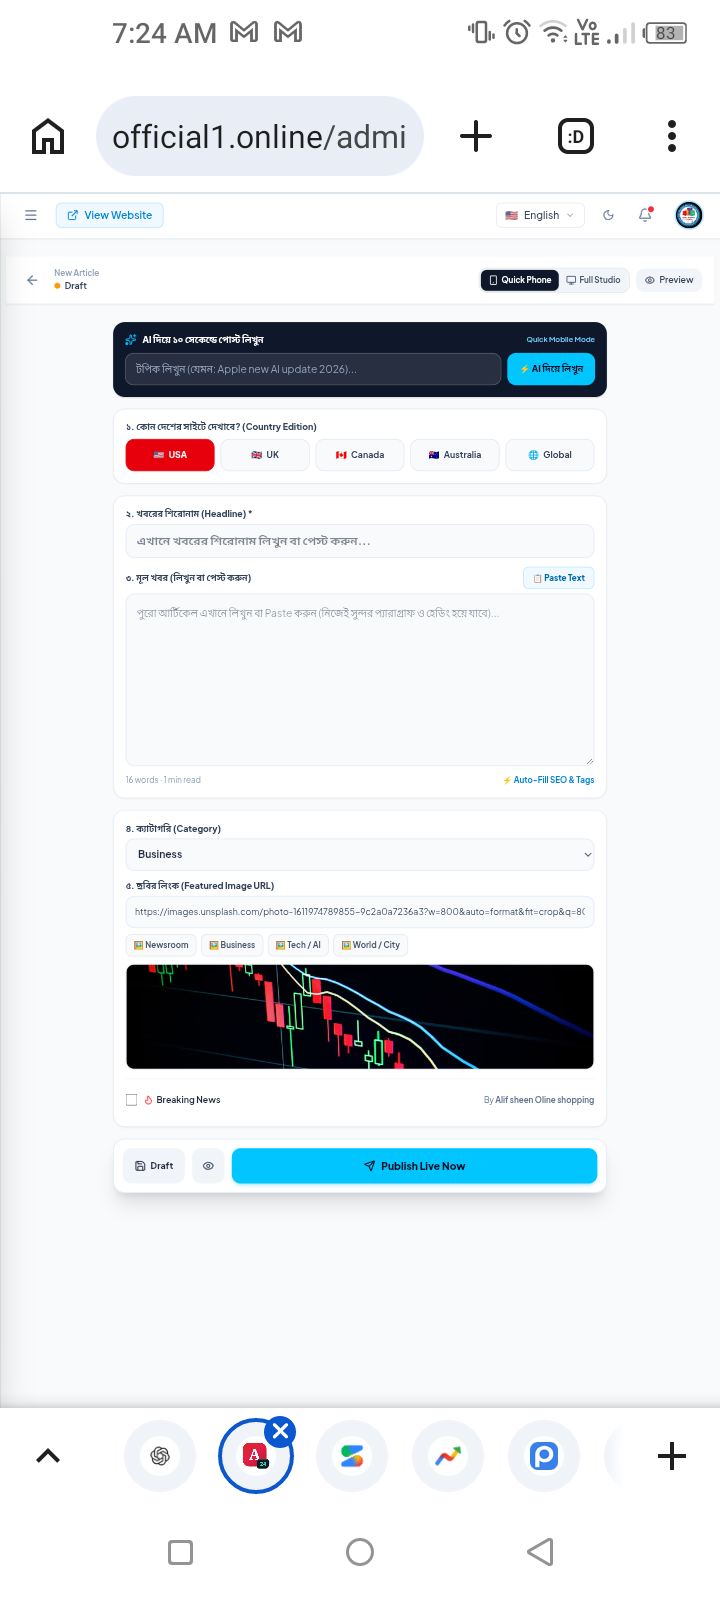 7:24 AM
Vo LTE
83
official1.online/admi
:D
View Website
English
New Article
Draft
Quick Phone
Full Studio
Preview
AI দিয়ে ১০ সেকেন্ডে পোস্ট লিখুন
Quick Mobile Mode
টপিক লিখুন (যেমন: Apple new AI update 2026)...
⚡ AI দিয়ে লিখুন
১. কোন দেশের সাইটে দেখাবে? (Country Edition)
USA
UK
Canada
Australia
Global
২. খবরের শিরোনাম (Headline) *
এখানে খবরের শিরোনাম লিখুন বা পেস্ট করুন...
৩. মূল খবর (লিখুন বা পেস্ট করুন)
Paste Text
পুরো আর্টিকেল এখানে লিখুন বা Paste করুন (নিজেই সুন্দর প্যারাগ্রাফ ও হেডিং হয়ে যাবে)...
16 words · 1 min read
⚡ Auto-Fill SEO & Tags
৪. ক্যাটাগরি (Category)
Business
৫. ছবির লিংক (Featured Image URL)
https://images.unsplash.com/photo-1611974789855-9c2a0a7236a3?w=800&auto=format&fit=crop&q=80
Newsroom
Business
Tech / AI
World / City
Breaking News
By Alif sheen Oline shopping
Draft
Publish Live Now
A
24